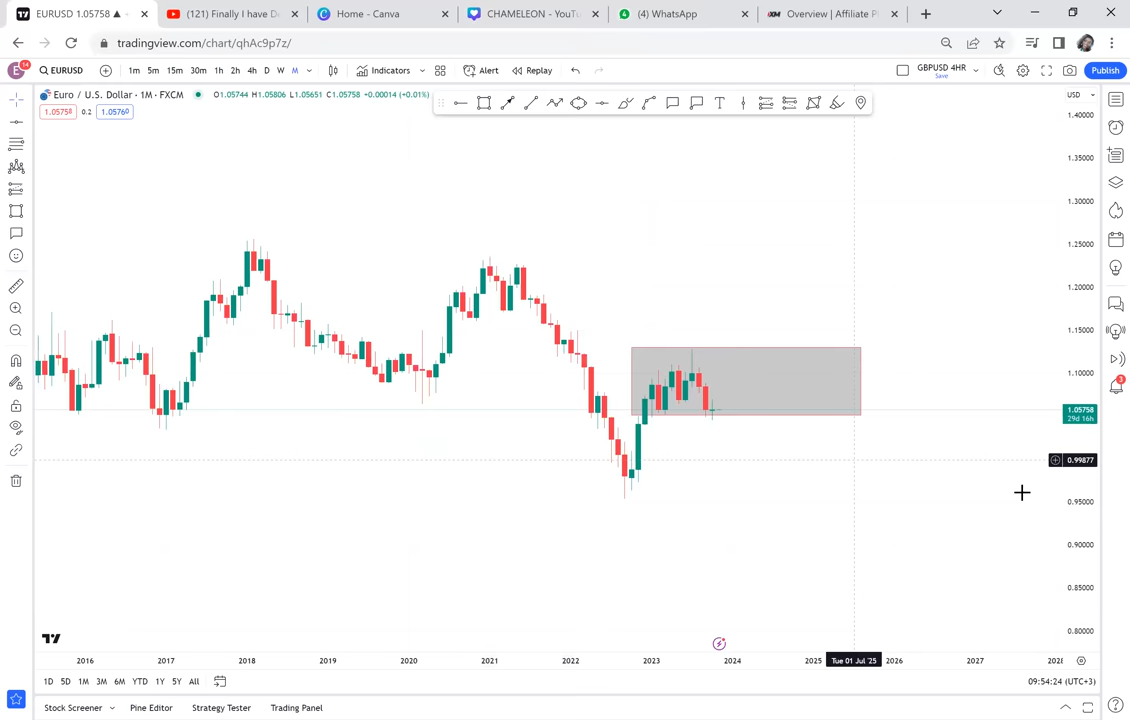 EURUSD 1.05758 ▲
(121) Finally I have D
Home - Canva
CHAMELEON - YouTu
(4) WhatsApp
Overview | Affiliate P
tradingview.com/chart/qhAc9p7z/
E 14
EURUSD
1m 5m 15m 30m 1h 2h 4h D W M
Indicators
Alert
Replay
GBPUSD 4HR
Save
Publish
Euro / U.S. Dollar · 1M · FXCM
O1.05744 H1.05806 L1.05651 C1.05758 +0.00014 (+0.01%)
1.05758 0.2 1.05760
USD
1.40000
1.35000
1.30000
1.25000
1.20000
1.15000
1.10000
1.05758
29d 16h
0.99877
0.95000
0.90000
0.85000
0.80000
3
2016 2017 2018 2019 2020 2021 2022 2023 2024 2025 Tue 01 Jul '25 2026 2027 2028
1D 5D 1M 3M 6M YTD 1Y 5Y All
09:54:24 (UTC+3)
Stock Screener Pine Editor Strategy Tester Trading Panel